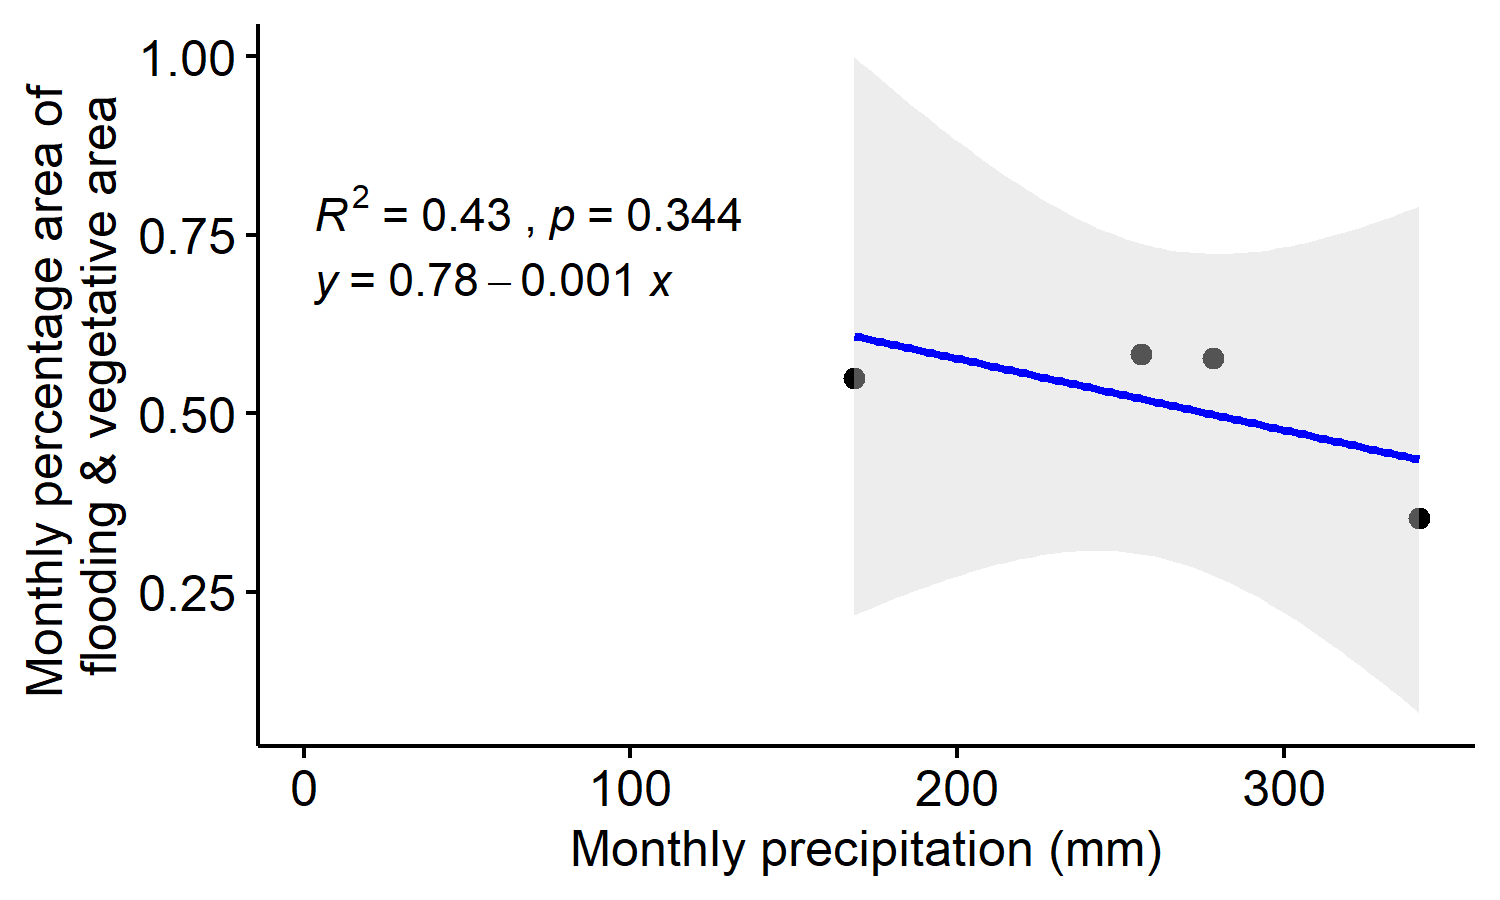 Monthly percentage area of
flooding & vegetative area
1.00
0.75
0.50
0.25
R² = 0.43 , p = 0.344
y = 0.78 – 0.001 x
0 100 200 300
Monthly precipitation (mm)